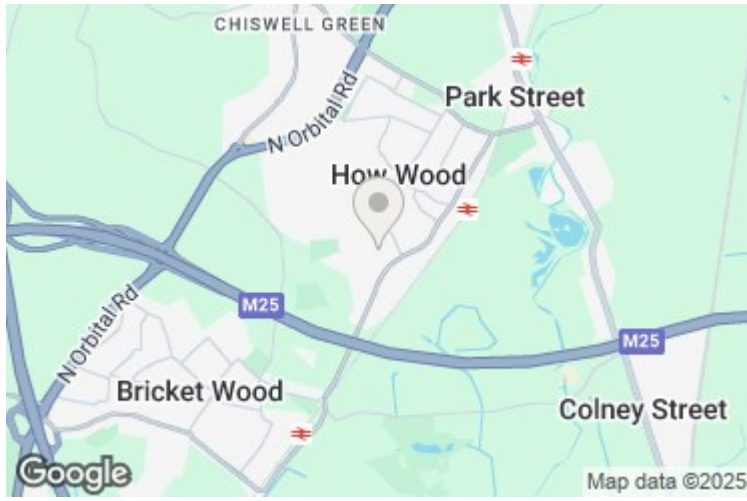 CHISWELL GREEN
N Orbital Rd
Park Street
How Wood
M25
M25
N Orbital Rd
Bricket Wood
Colney Street
Google
Map data ©2025